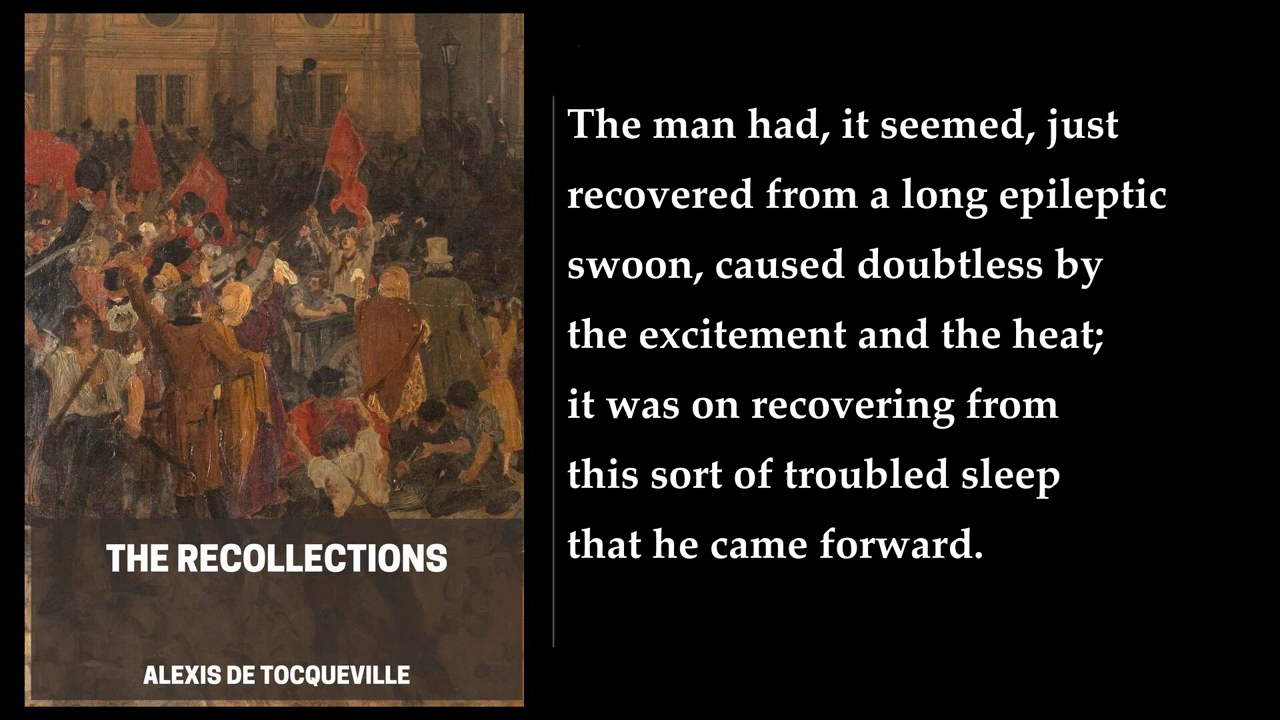 THE RECOLLECTIONS
ALEXIS DE TOCQUEVILLE
The man had, it seemed, just
recovered from a long epileptic
swoon, caused doubtless by
the excitement and the heat;
it was on recovering from
this sort of troubled sleep
that he came forward.